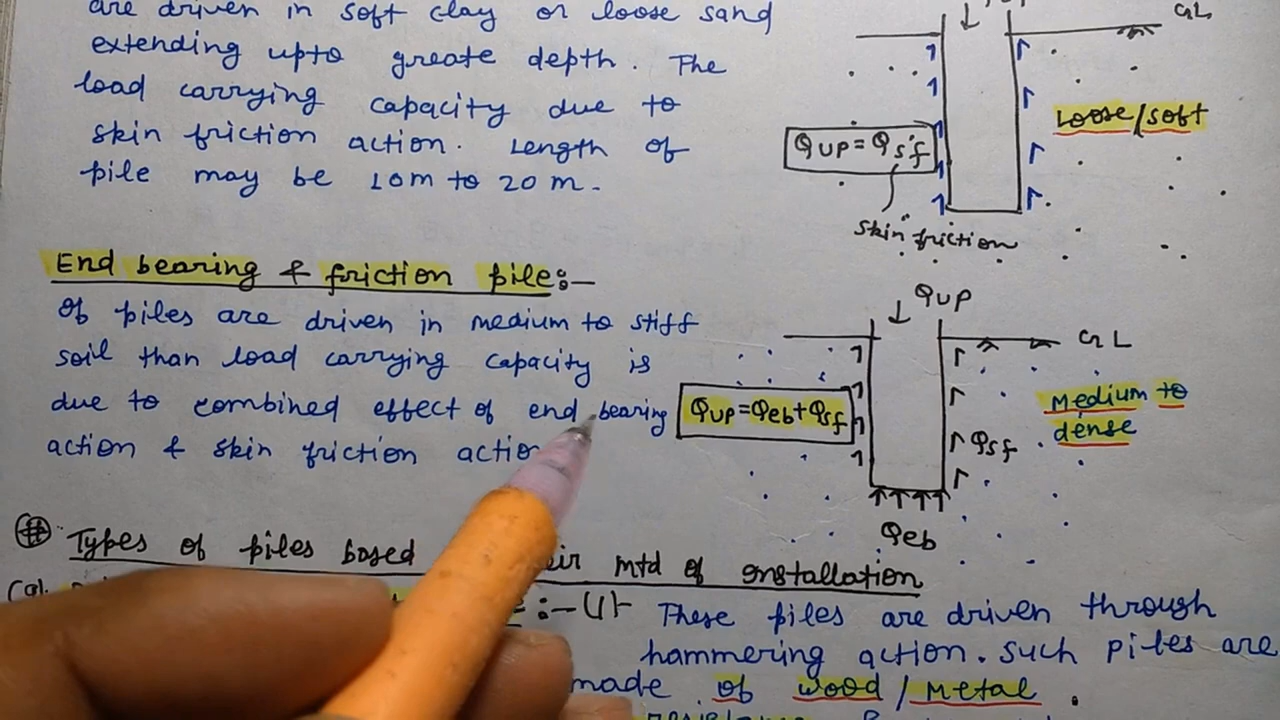 are driven in soft clay or loose sand
extending upto greate depth. The
load carrying capacity due to
skin friction action. Length of
pile may be 10m to 20 m.
GL
Loose/soft
Qup = Qs.f
skin friction
End bearing & friction pile:-
If piles are driven in medium to stiff
soil than load carrying capacity is
due to combined effect of end bearing
action & skin friction action
Qup
GL
Qup = Qeb + Qsf
Medium to
dense
Qsf
Qeb
# Types of piles based mtd of installation
(a)
:- (1)- These piles are driven through
hammering action. Such piles are
made of wood / Metal.